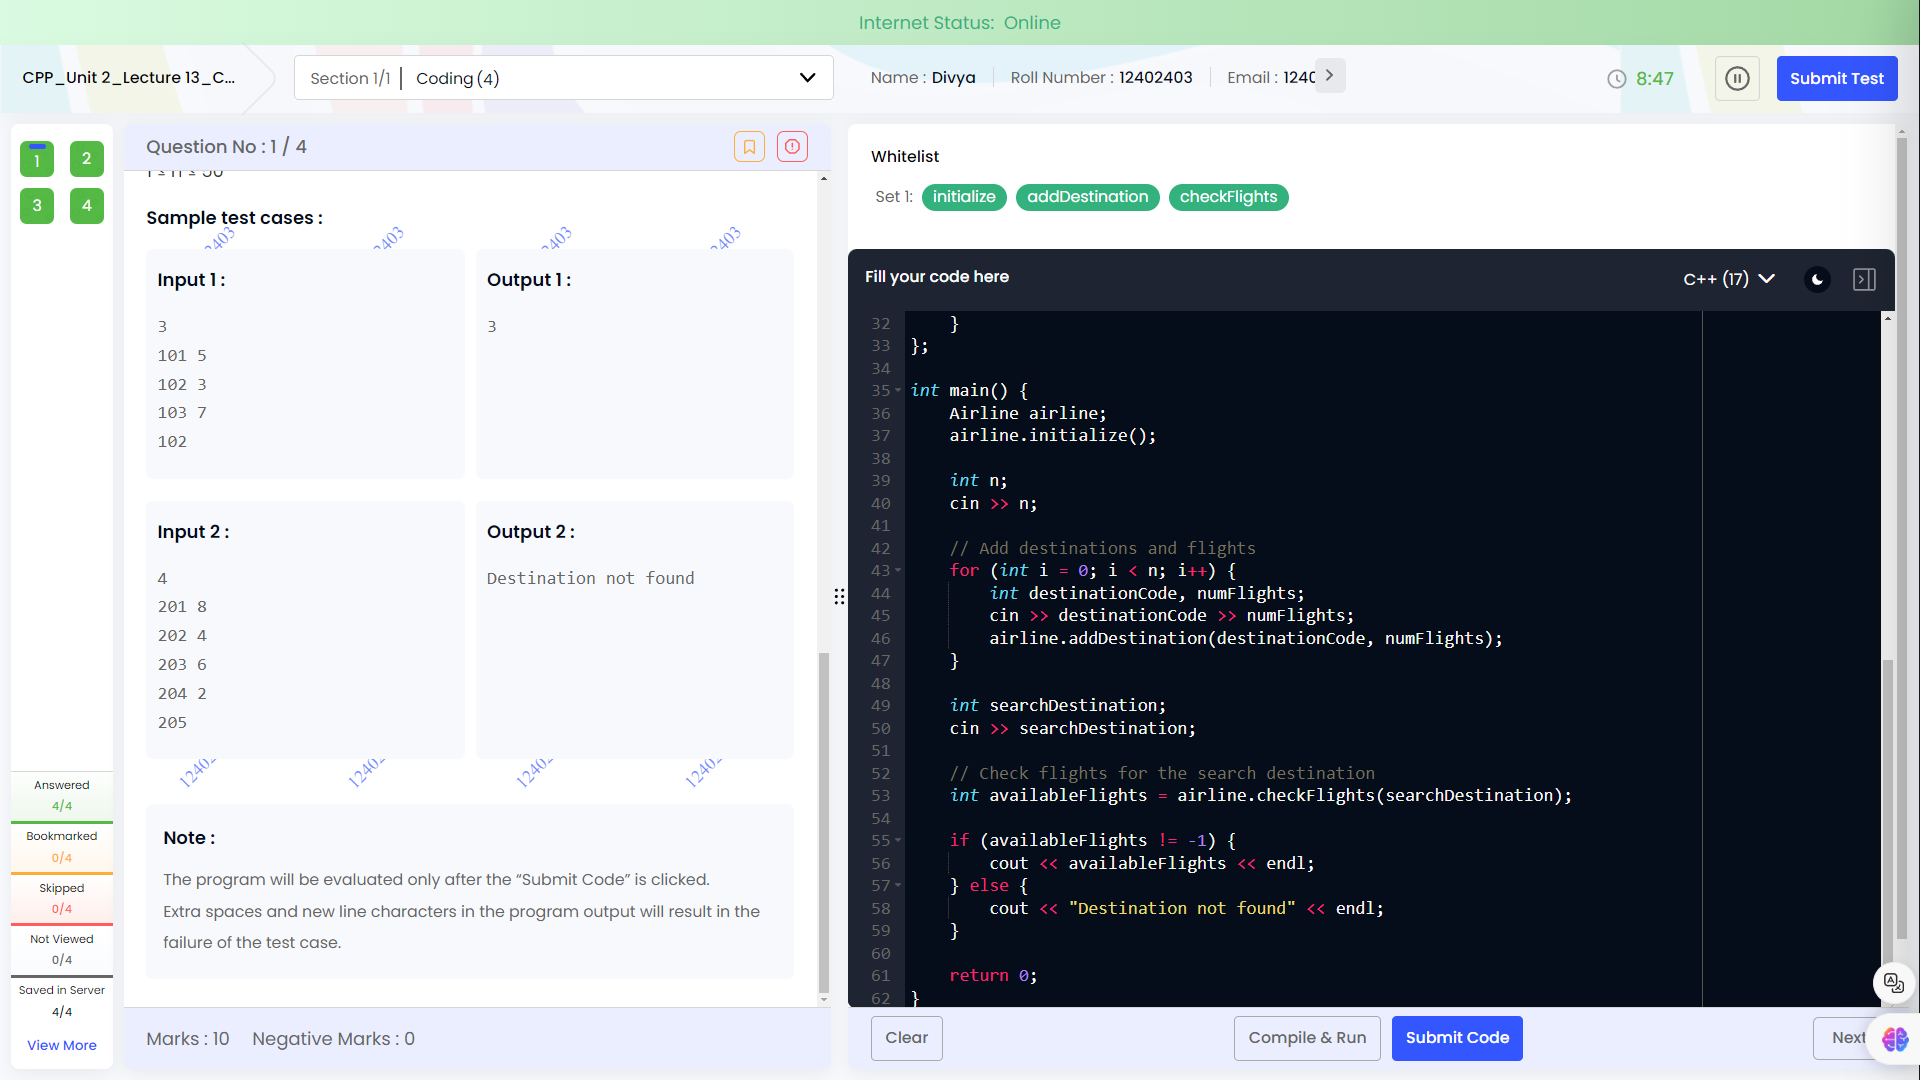 Internet Status: Online
CPP_Unit 2_Lecture 13_C...
Section 1/1 | Coding (4)
Name : Divya
Roll Number : 12402403
Email : 1240
8:47
Submit Test
1
2
3
4
Question No : 1 / 4
1 ≤ n ≤ 50
Sample test cases :
Input 1 :
3
101 5
102 3
103 7
102
Output 1 :
3
Input 2 :
4
201 8
202 4
203 6
204 2
205
Output 2 :
Destination not found
Note :
The program will be evaluated only after the “Submit Code” is clicked.
Extra spaces and new line characters in the program output will result in the
failure of the test case.
Answered
4/4
Bookmarked
0/4
Skipped
0/4
Not Viewed
0/4
Saved in Server
4/4
View More
Marks : 10 Negative Marks : 0
Whitelist
Set 1: initialize addDestination checkFlights
Fill your code here
C++ (17)
32     }
33 };
34
35 int main() {
36     Airline airline;
37     airline.initialize();
38
39     int n;
40     cin >> n;
41
42     // Add destinations and flights
43     for (int i = 0; i < n; i++) {
44         int destinationCode, numFlights;
45         cin >> destinationCode >> numFlights;
46         airline.addDestination(destinationCode, numFlights);
47     }
48
49     int searchDestination;
50     cin >> searchDestination;
51
52     // Check flights for the search destination
53     int availableFlights = airline.checkFlights(searchDestination);
54
55     if (availableFlights != -1) {
56         cout << availableFlights << endl;
57     } else {
58         cout << "Destination not found" << endl;
59     }
60
61     return 0;
62 }
Clear
Compile & Run
Submit Code
Next